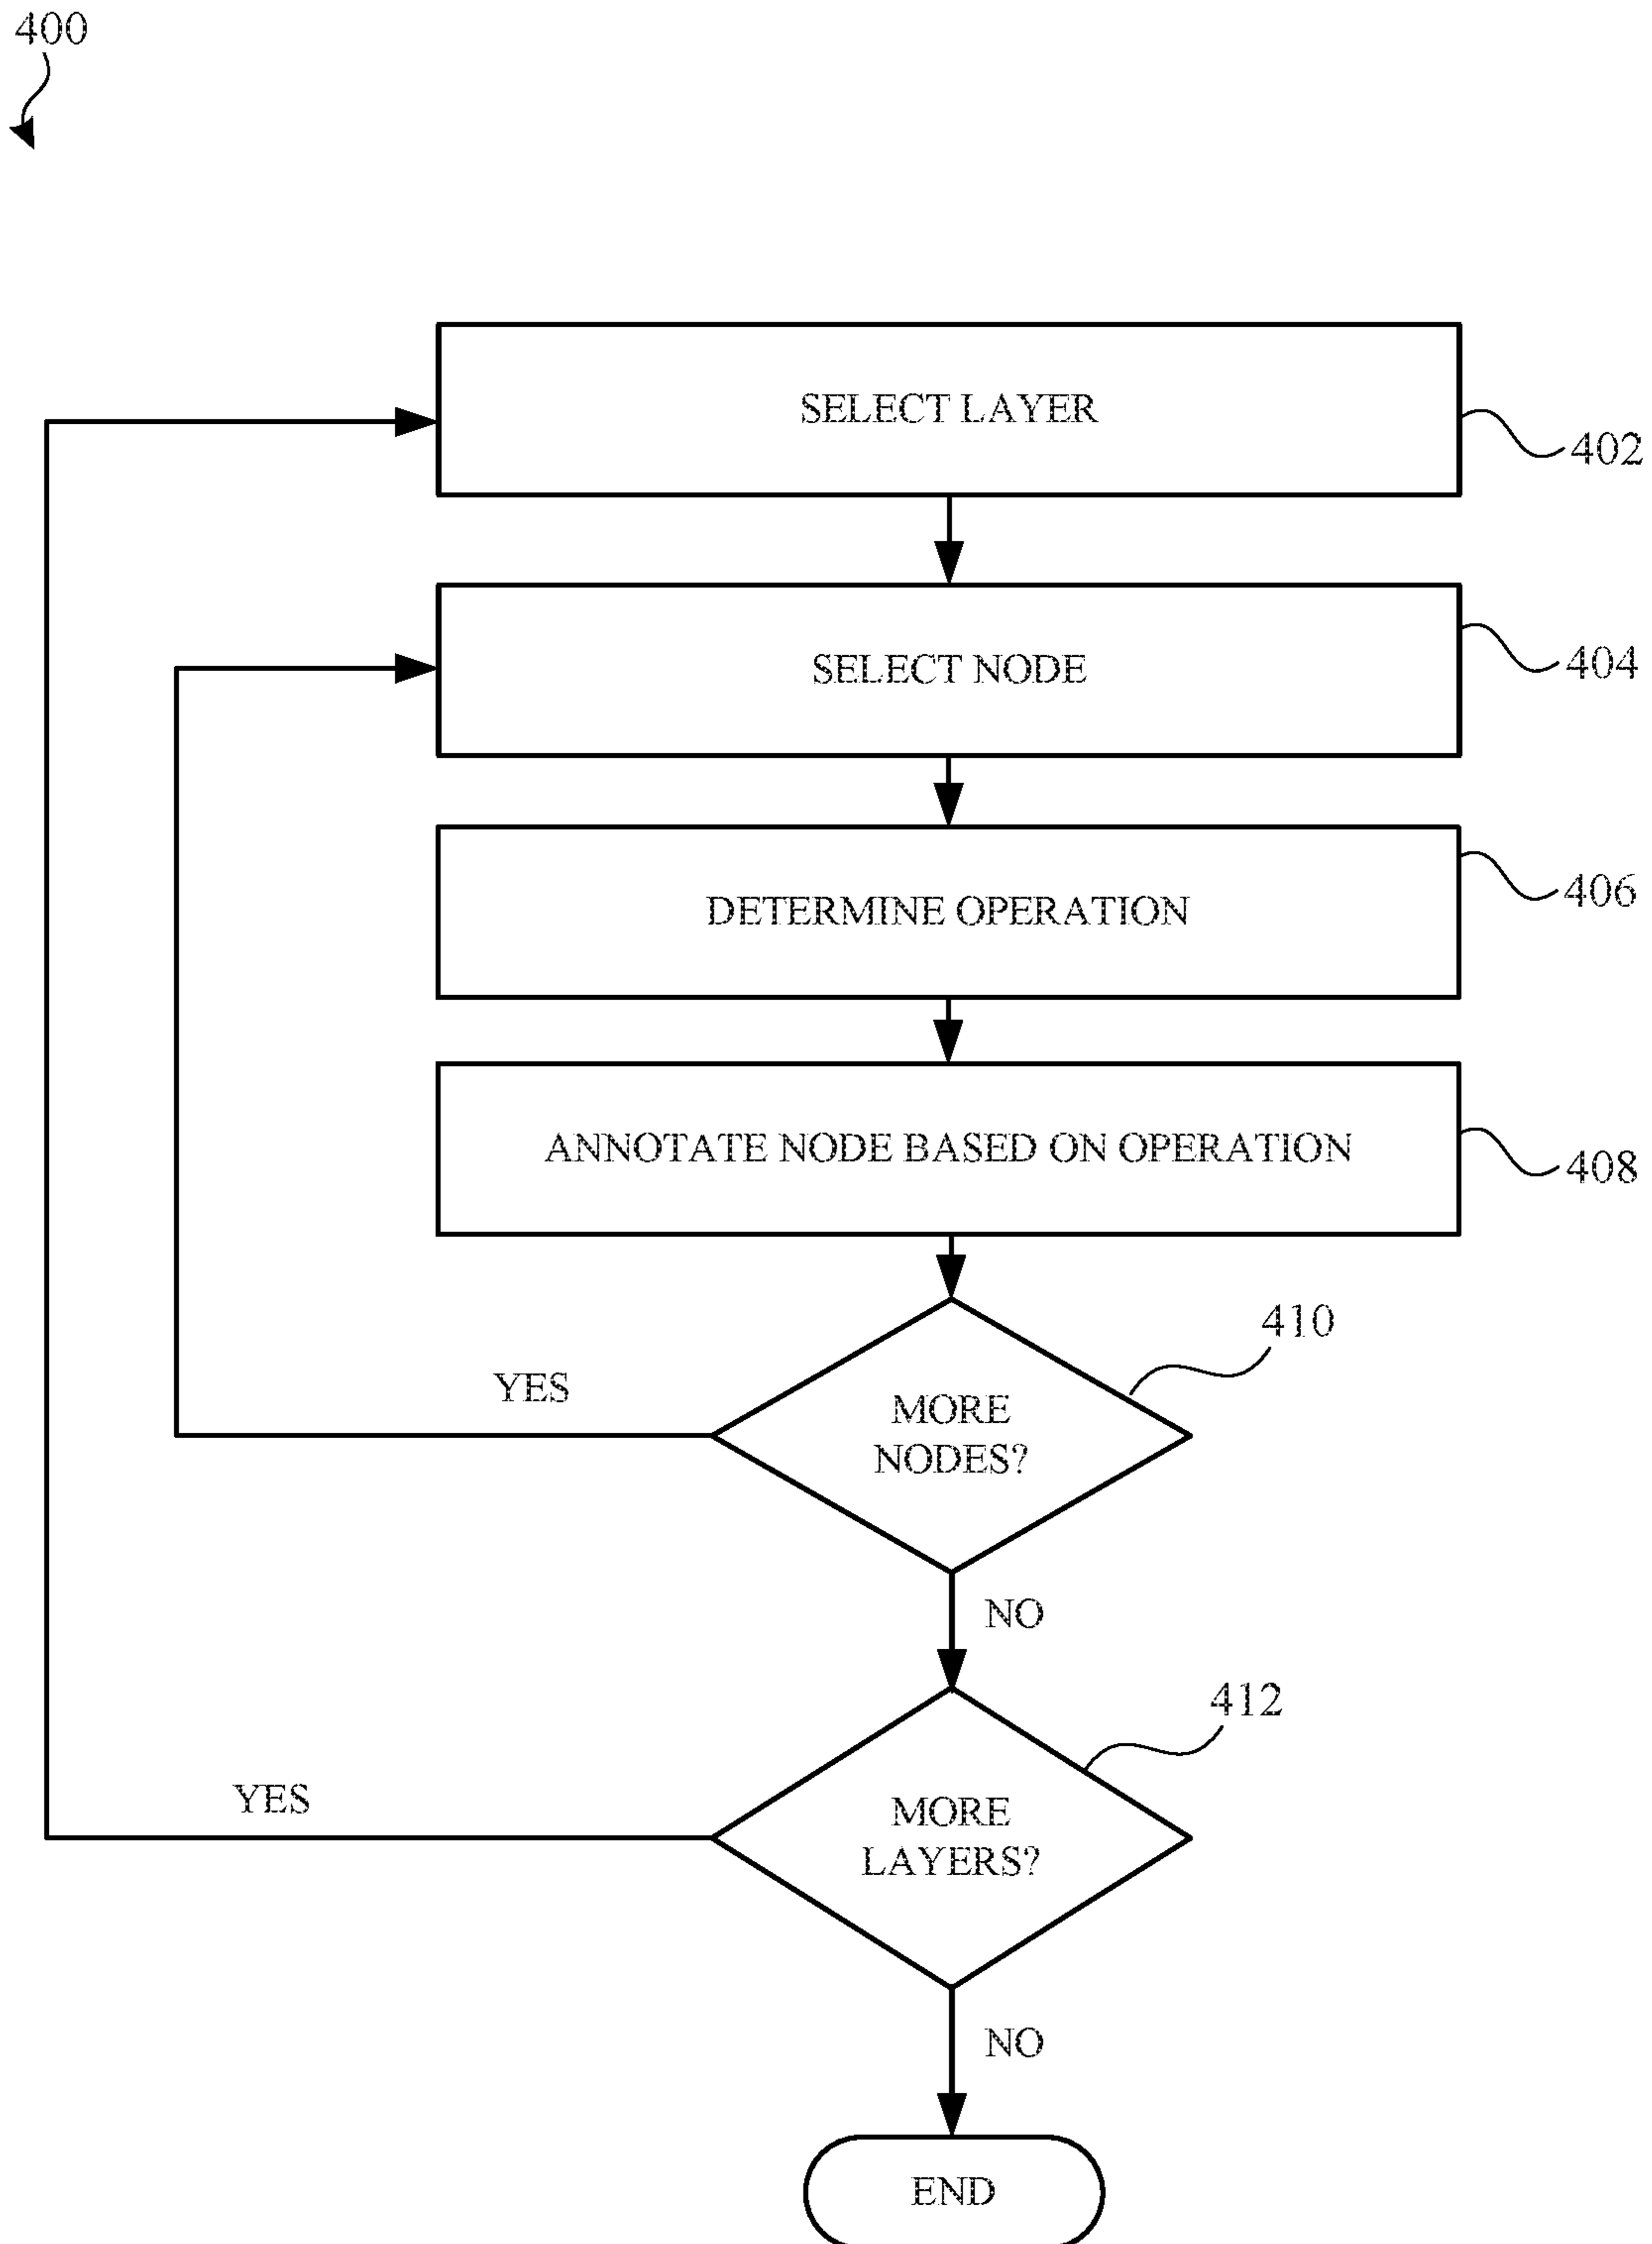 400
SELECT LAYER
402
SELECT NODE
404
DETERMINE OPERATION
406
ANNOTATE NODE BASED ON OPERATION
408
410
YES
MORE
NODES?
NO
412
YES
MORE
LAYERS?
NO
END